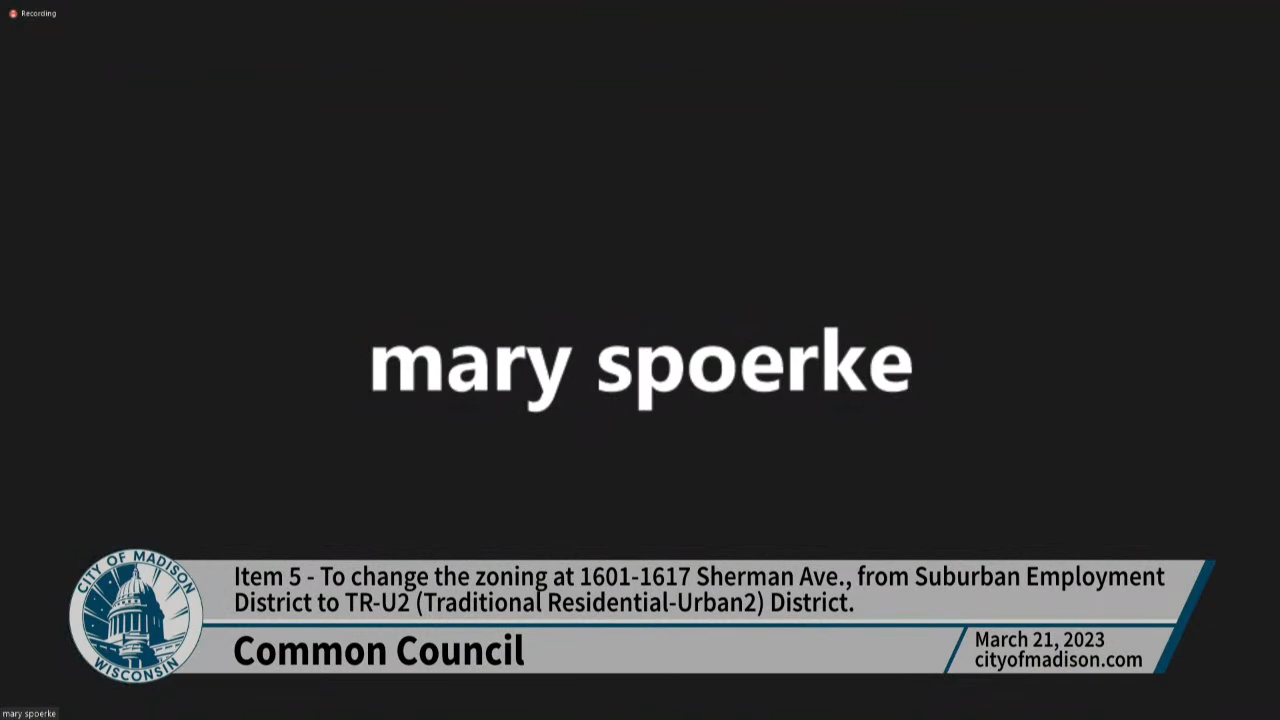 Recording
mary spoerke
CITY OF MADISON
WISCONSIN
Item 5 - To change the zoning at 1601-1617 Sherman Ave., from Suburban Employment
District to TR-U2 (Traditional Residential-Urban2) District.
Common Council
March 21, 2023
cityofmadison.com
mary spoerke